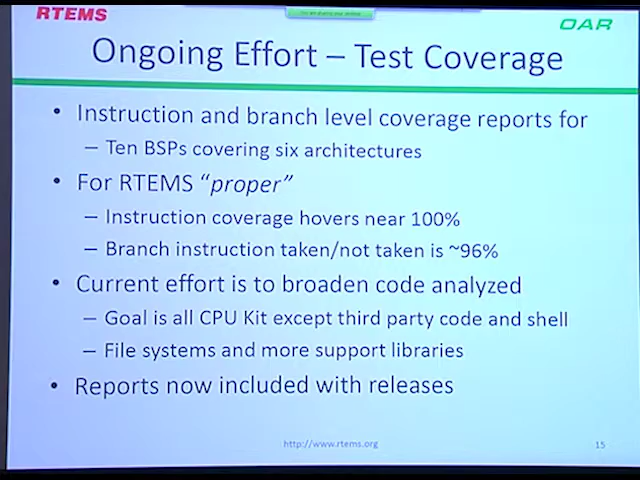 RTEMS
OAR
Ongoing Effort – Test Coverage
• Instruction and branch level coverage reports for
– Ten BSPs covering six architectures
• For RTEMS “proper”
– Instruction coverage hovers near 100%
– Branch instruction taken/not taken is ~96%
• Current effort is to broaden code analyzed
– Goal is all CPU Kit except third party code and shell
– File systems and more support libraries
• Reports now included with releases
http://www.rtems.org
15